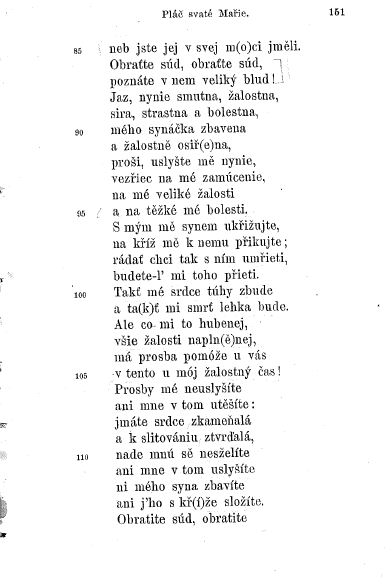 Pláč svaté Mařie. 151
85 neb jste jej v svej m(o)ci jměli.
Obraťte súd, obraťte súd,
poznáte v nem veliký blud!
Jaz, nynie smutna, žalostna,
sira, strastna a bolestna,
90 mého synáčka zbavena
a žalostně osiř(e)na,
proši, uslyšte mě nynie,
vezřiec na mé zamúcenie,
na mé veliké žalosti
95 a na těžké mé bolesti.
S mým mě synem ukřižujte,
na kříž mě k nemu přikujte;
rádať chci tak s ním umřieti,
budete-l' mi toho přieti.
100 Takť mé srdce túhy zbude
a ta(k)ť mi smrť lehka bude.
Ale co mi to hubenej,
všie žalosti napln(ě)nej,
má prosba pomóže u vás
105 v tento u mój žalostný čas!
Prosby mé neuslyšíte
ani mne v tom utěšíte:
jmáte srdce zkameňalá
a k slitovániu ztvrďalá,
110 nade mnú sě nesželíte
ani mne v tom uslyšíte
ni mého syna zbavíte
ani j'ho s kř(í)že složíte.
Obratite súd, obratite